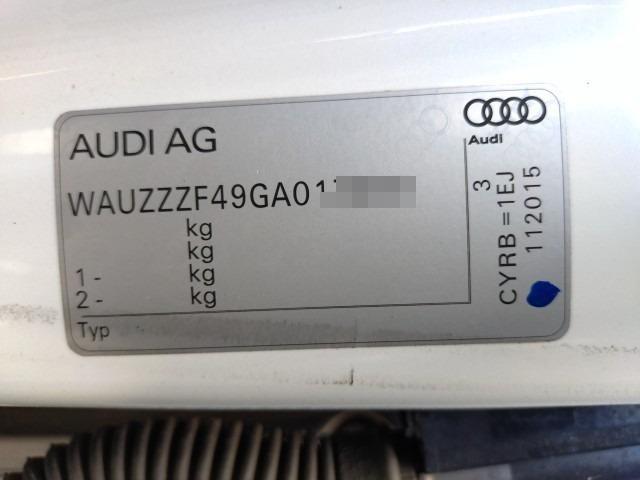 AUDI AG
Audi
WAUZZZF49GA01
kg
kg
1- kg
2- kg
Typ
3
CYRB=1EJ
112015